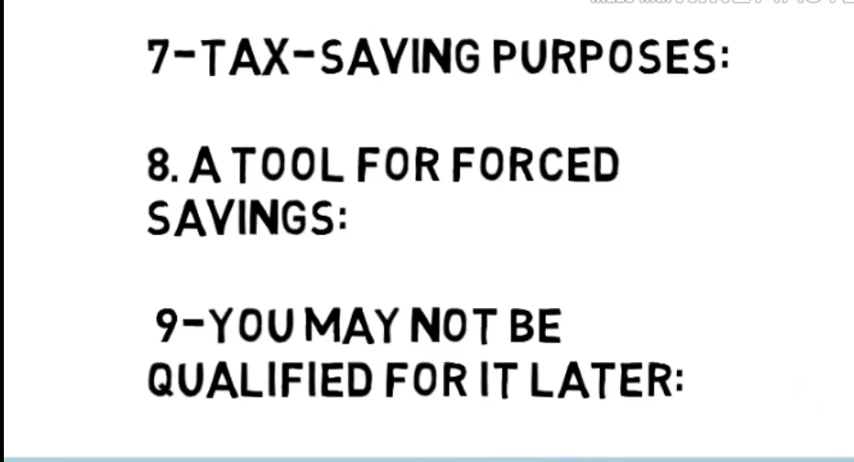 7-TAX-SAVING PURPOSES:
8. A TOOL FOR FORCED
SAVINGS:
9-YOU MAY NOT BE
QUALIFIED FOR IT LATER: